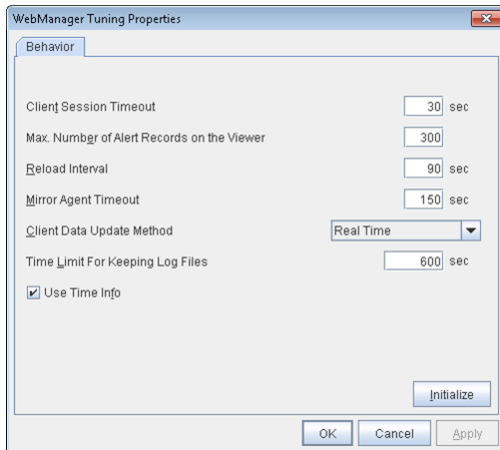 WebManager Tuning Properties
Behavior
Client Session Timeout 30 sec
Max. Number of Alert Records on the Viewer 300
Reload Interval 90 sec
Mirror Agent Timeout 150 sec
Client Data Update Method Real Time
Time Limit For Keeping Log Files 600 sec
Use Time Info
Initialize
OK Cancel Apply